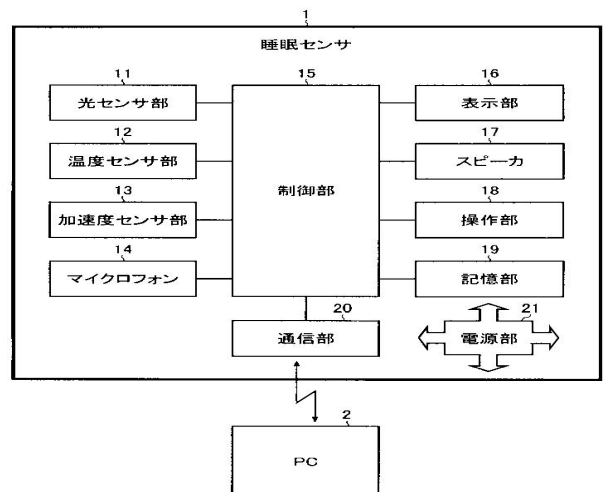 1
睡眠センサ
11
光センサ部
12
温度センサ部
13
加速度センサ部
14
マイクロフォン
15
制御部
16
表示部
17
スピーカ
18
操作部
19
記憶部
20
通信部
21
電源部
2
PC